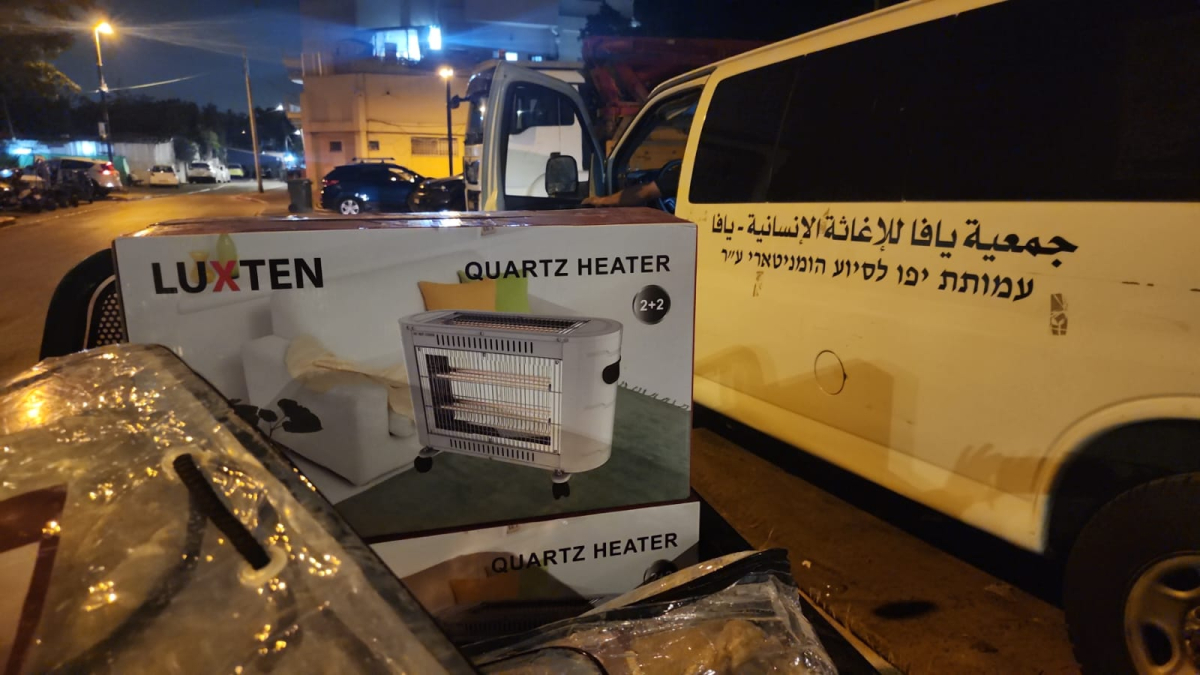 LUXTEN
QUARTZ HEATER
2+2
QUARTZ HEATER
جمعية يافا للإغاثة الإنسانية - يافا
עמותת יפו לסיוע הומניטארי ע"ר